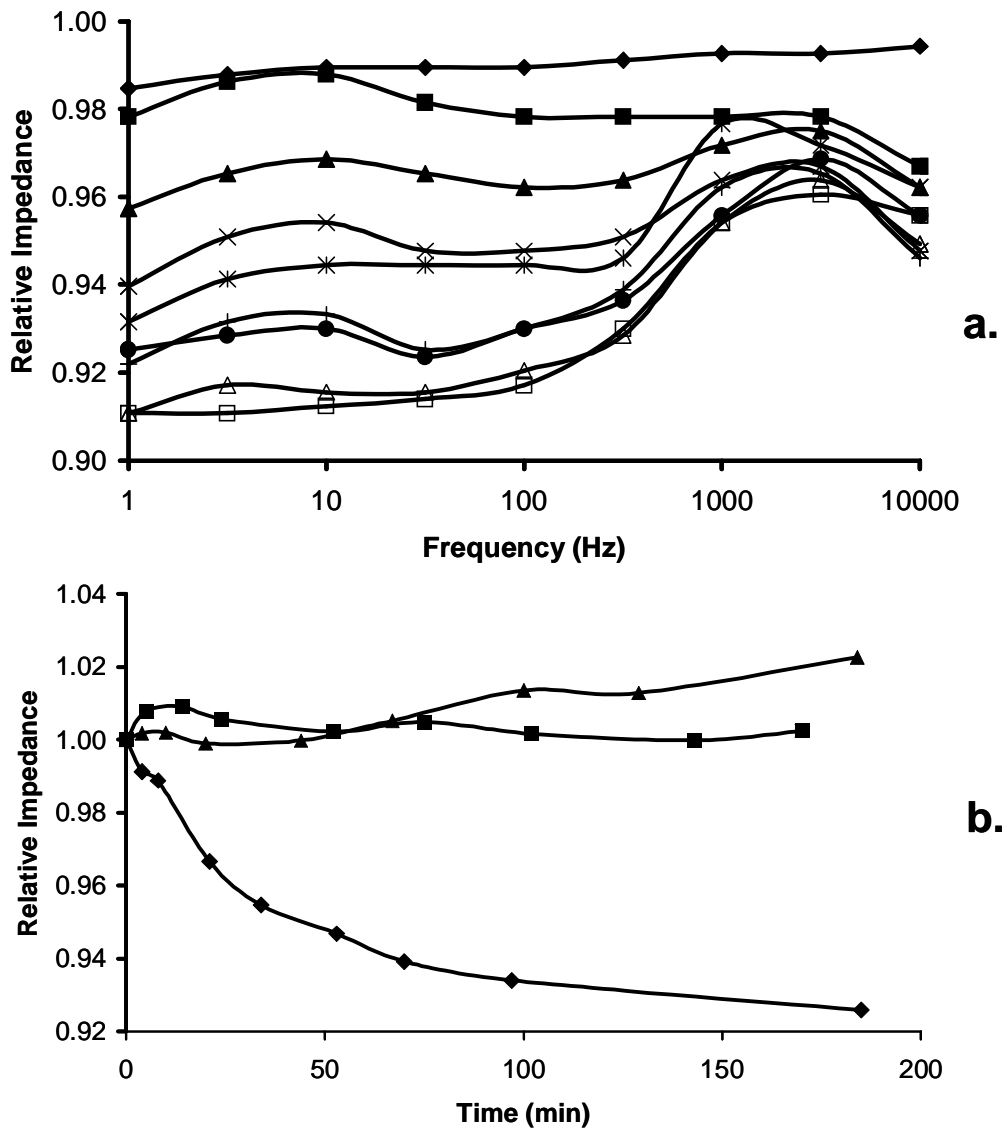 1.00
0.98
0.96
0.94
0.92
0.90
Relative Impedance
1 10 100 1000 10000
Frequency (Hz)
a.
1.04
1.02
1.00
0.98
0.96
0.94
0.92
Relative Impedance
0 50 100 150 200
Time (min)
b.